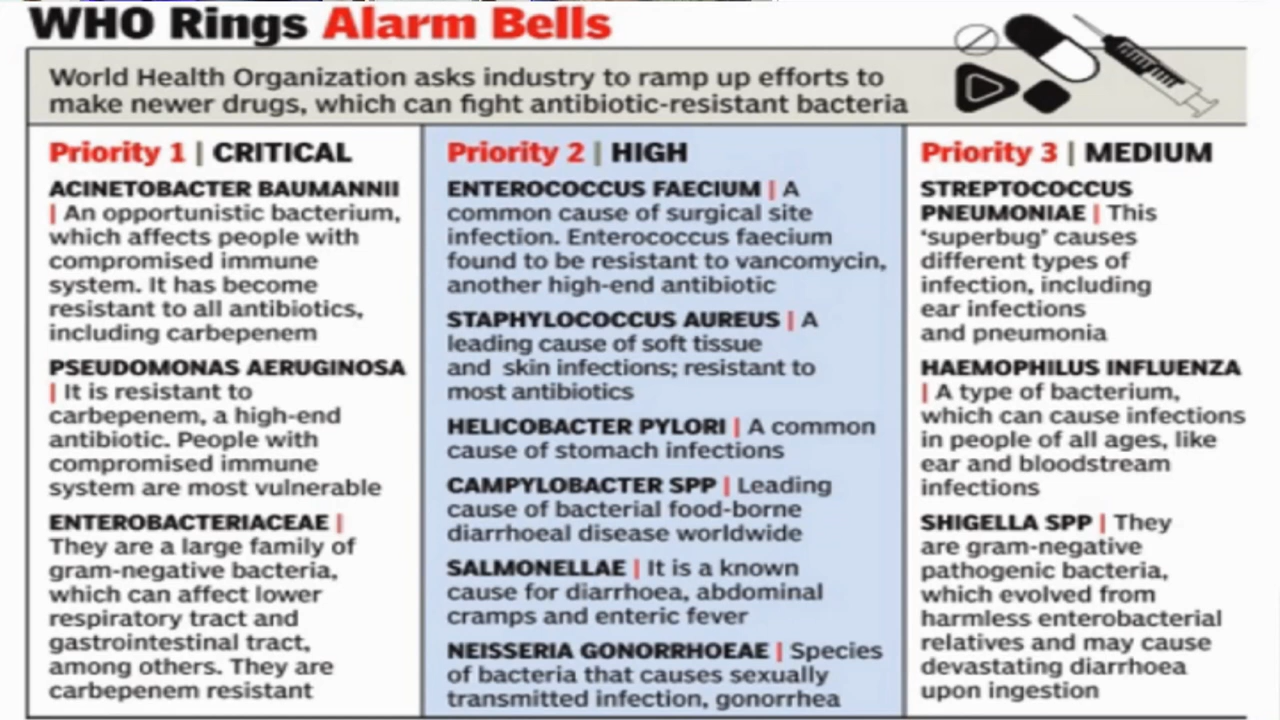 WHO Rings Alarm Bells
World Health Organization asks industry to ramp up efforts to
make newer drugs, which can fight antibiotic-resistant bacteria
Priority 1 | CRITICAL
ACINETOBACTER BAUMANNII
| An opportunistic bacterium,
which affects people with
compromised immune
system. It has become
resistant to all antibiotics,
including carbepenem
PSEUDOMONAS AERUGINOSA
| It is resistant to
carbepenem, a high-end
antibiotic. People with
compromised immune
system are most vulnerable
ENTEROBACTERIACEAE |
They are a large family of
gram-negative bacteria,
which can affect lower
respiratory tract and
gastrointestinal tract,
among others. They are
carbepenem resistant
Priority 2 | HIGH
ENTEROCOCCUS FAECIUM | A
common cause of surgical site
infection. Enterococcus faecium
found to be resistant to vancomycin,
another high-end antibiotic
STAPHYLOCOCCUS AUREUS | A
leading cause of soft tissue
and skin infections; resistant to
most antibiotics
HELICOBACTER PYLORI | A common
cause of stomach infections
CAMPYLOBACTER SPP | Leading
cause of bacterial food-borne
diarrhoeal disease worldwide
SALMONELLAE | It is a known
cause for diarrhoea, abdominal
cramps and enteric fever
NEISSERIA GONORRHOEAE | Species
of bacteria that causes sexually
transmitted infection, gonorrhea
Priority 3 | MEDIUM
STREPTOCOCCUS
PNEUMONIAE | This
‘superbug’ causes
different types of
infection, including
ear infections
and pneumonia
HAEMOPHILUS INFLUENZA
| A type of bacterium,
which can cause infections
in people of all ages, like
ear and bloodstream
infections
SHIGELLA SPP | They
are gram-negative
pathogenic bacteria,
which evolved from
harmless enterobacterial
relatives and may cause
devastating diarrhoea
upon ingestion